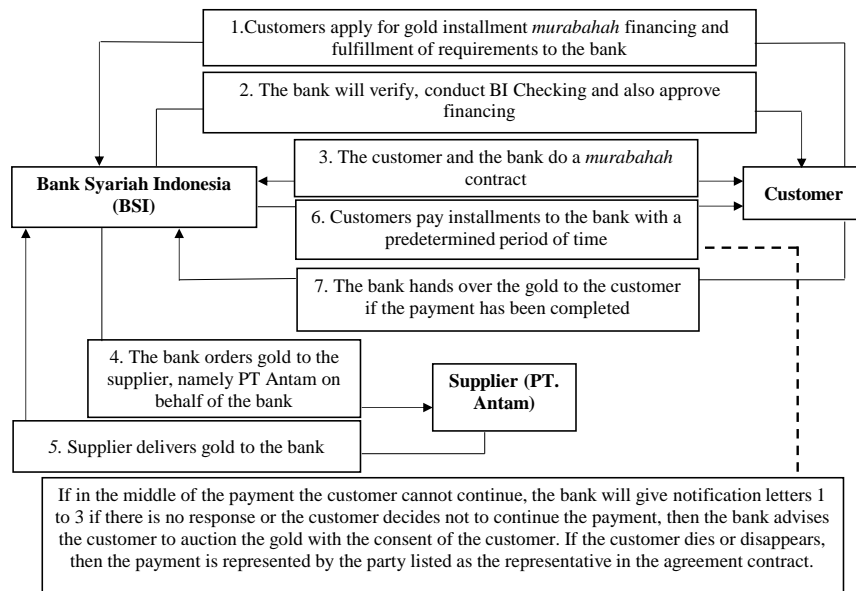 1.Customers apply for gold installment murabahah financing and
fulfillment of requirements to the bank
2. The bank will verify, conduct BI Checking and also approve
financing
3. The customer and the bank do a murabahah
contract
Bank Syariah Indonesia
(BSI)
Customer
6. Customers pay installments to the bank with a
predetermined period of time
7. The bank hands over the gold to the customer
if the payment has been completed
4. The bank orders gold to the
supplier, namely PT Antam on
behalf of the bank
Supplier (PT.
Antam)
5. Supplier delivers gold to the bank
If in the middle of the payment the customer cannot continue, the bank will give notification letters 1
to 3 if there is no response or the customer decides not to continue the payment, then the bank advises
the customer to auction the gold with the consent of the customer. If the customer dies or disappears,
then the payment is represented by the party listed as the representative in the agreement contract.